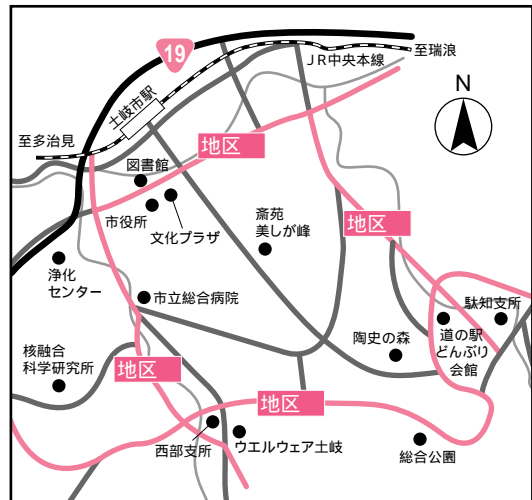 19
JR中央本線
至瑞浪
N
土岐市駅
至多治見
地区
図書館
市役所
文化プラザ
斎苑
美しが峰
地区
浄化
センター
市立総合病院
駄知支所
道の駅
どんぶり
会館
陶史の森
核融合
科学研究所
地区
地区
西部支所
ウエルウェア土岐
総合公園